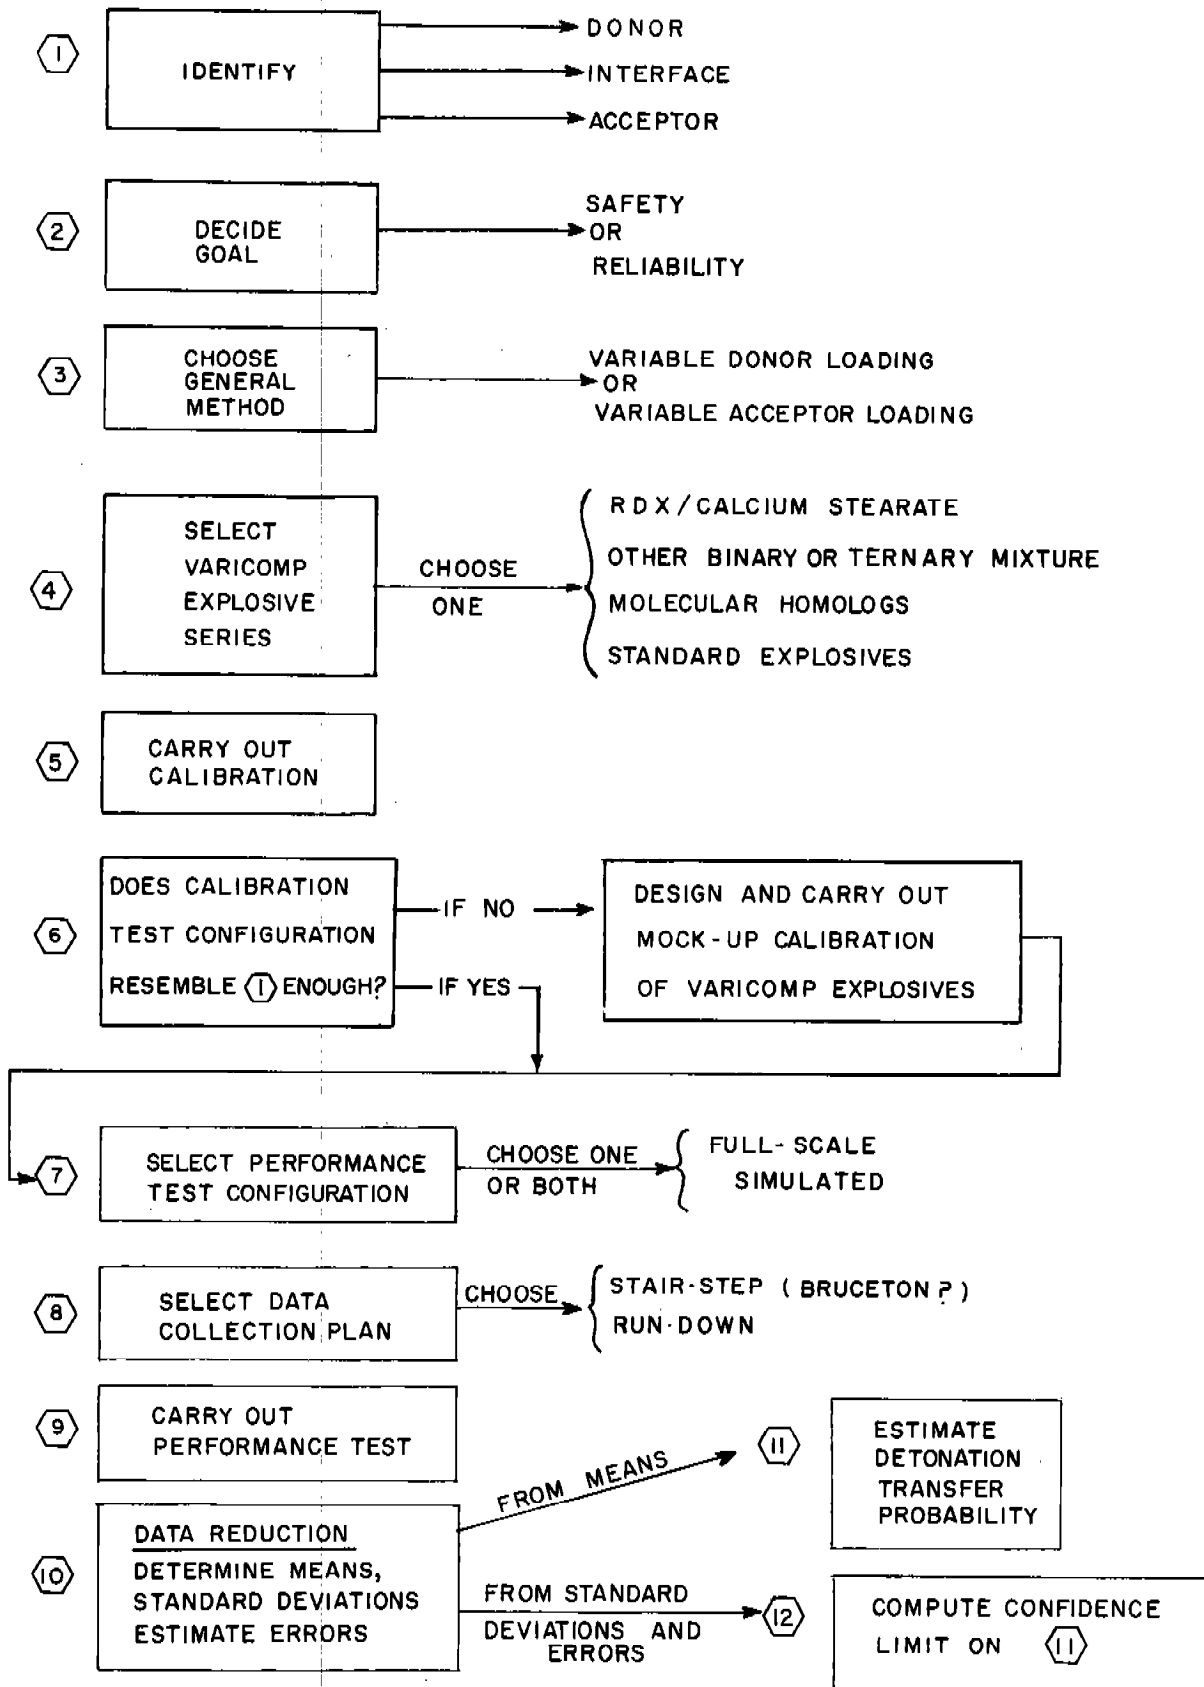 1
IDENTIFY
DONOR
INTERFACE
ACCEPTOR
2
DECIDE
GOAL
SAFETY
OR
RELIABILITY
3
CHOOSE
GENERAL
METHOD
VARIABLE DONOR LOADING
OR
VARIABLE ACCEPTOR LOADING
4
SELECT
VARICOMP
EXPLOSIVE
SERIES
CHOOSE
ONE
RDX/CALCIUM STEARATE
OTHER BINARY OR TERNARY MIXTURE
MOLECULAR HOMOLOGS
STANDARD EXPLOSIVES
5
CARRY OUT
CALIBRATION
6
DOES CALIBRATION
TEST CONFIGURATION
RESEMBLE 1 ENOUGH?
IF NO
IF YES
DESIGN AND CARRY OUT
MOCK-UP CALIBRATION
OF VARICOMP EXPLOSIVES
7
SELECT PERFORMANCE
TEST CONFIGURATION
CHOOSE ONE
OR BOTH
FULL-SCALE
SIMULATED
8
SELECT DATA
COLLECTION PLAN
CHOOSE
STAIR-STEP (BRUCETON?)
RUN-DOWN
9
CARRY OUT
PERFORMANCE TEST
10
DATA REDUCTION
DETERMINE MEANS,
STANDARD DEVIATIONS
ESTIMATE ERRORS
FROM MEANS
11
ESTIMATE
DETONATION
TRANSFER
PROBABILITY
FROM STANDARD
DEVIATIONS AND
ERRORS
12
COMPUTE CONFIDENCE
LIMIT ON 11